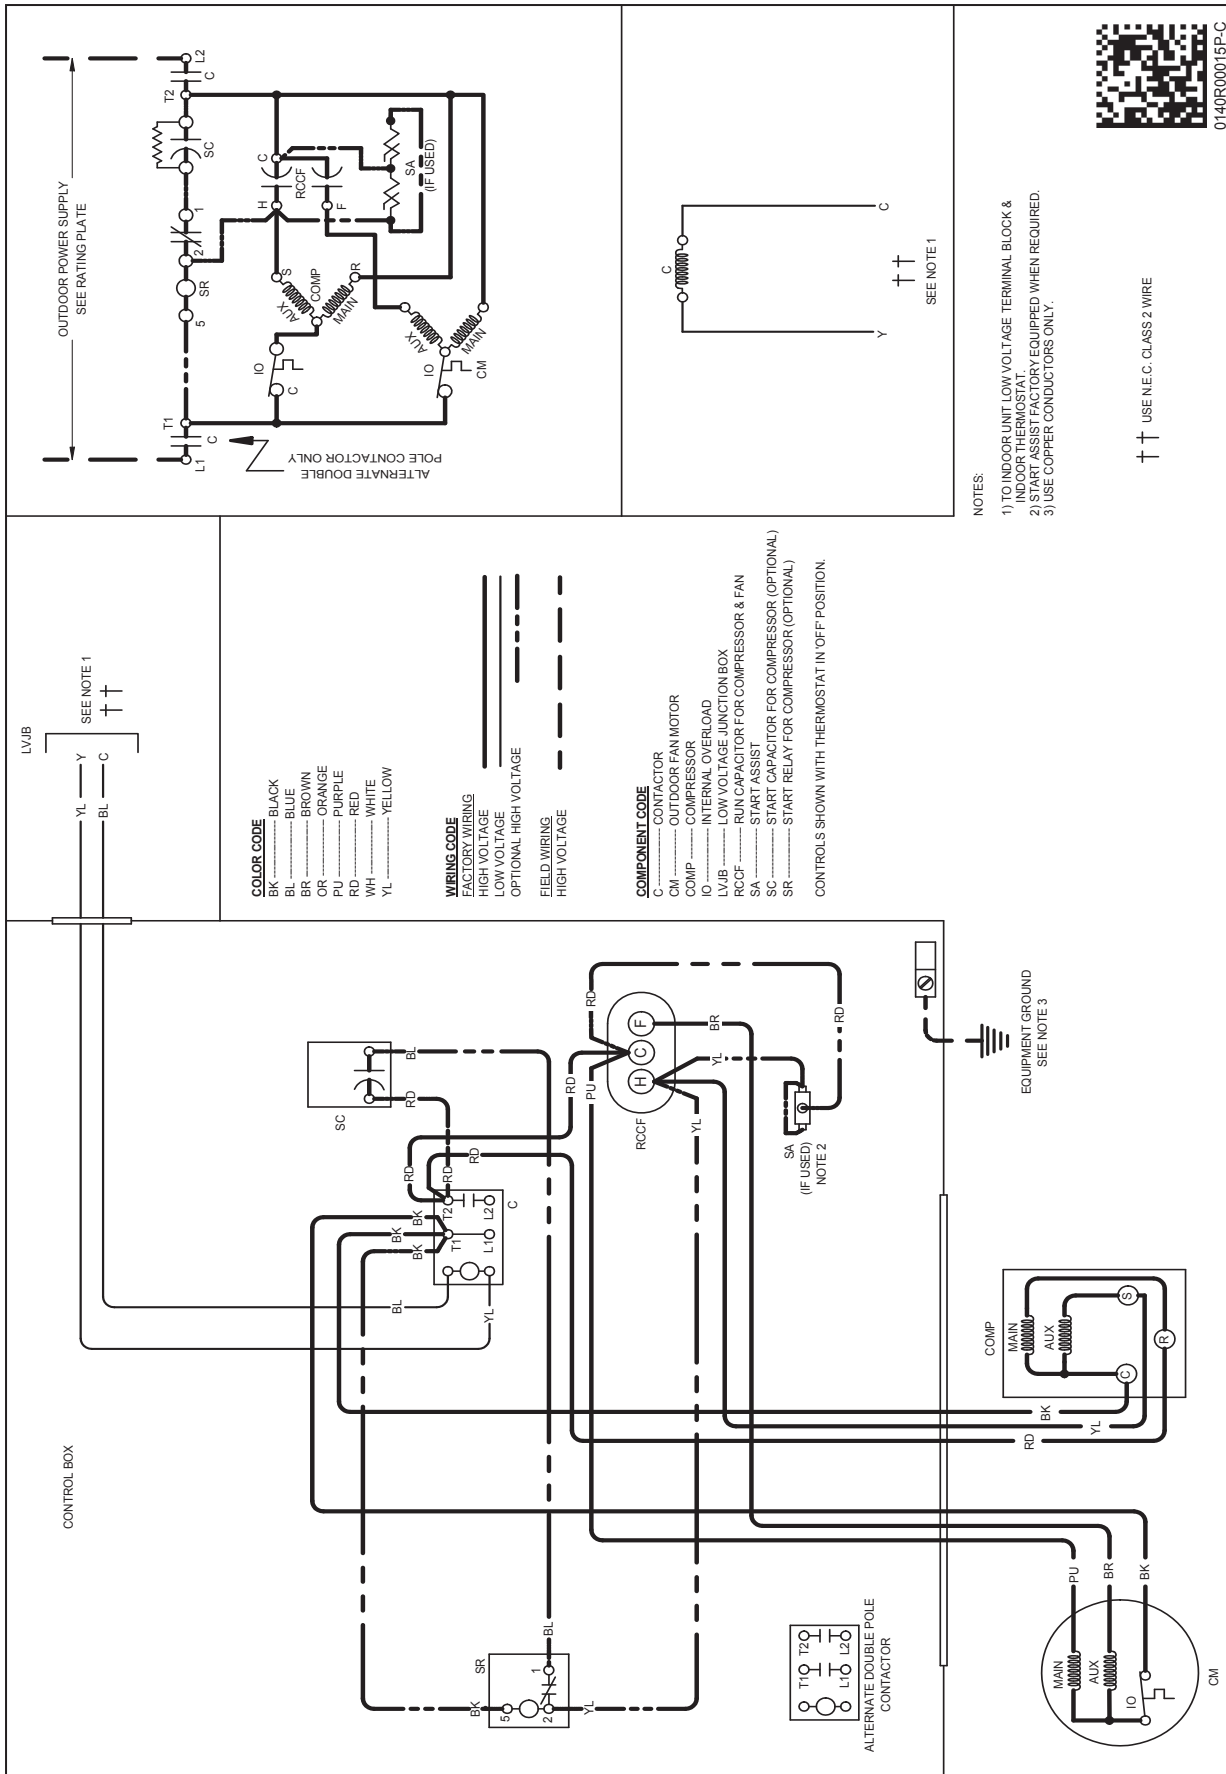 CONTROL BOX
LVJB
YL
Y
BL
C
SEE NOTE 1
††
SC
RD
BL
BK
BK
BK
RD
RD
RD
T2
T1
L2
L1
C
BL
YL
SR
BK
5
1
2
BL
YL
RD
PU
RD
RCCF
H
C
F
YL
YL
BR
RD
SA
(IF USED)
NOTE 2
ALTERNATE DOUBLE POLE
CONTACTOR
T1
T2
L1
L2
COMP
MAIN
AUX
C
S
R
BK
YL
RD
PU
BR
BK
MAIN
AUX
IO
CM
EQUIPMENT GROUND
SEE NOTE 3
COLOR CODE
BK ---------- BLACK
BL ---------- BLUE
BR ---------- BROWN
OR ---------- ORANGE
PU ---------- PURPLE
RD ---------- RED
WH ---------- WHITE
YL ---------- YELLOW
WIRING CODE
FACTORY WIRING
HIGH VOLTAGE
LOW VOLTAGE
OPTIONAL HIGH VOLTAGE
FIELD WIRING
HIGH VOLTAGE
COMPONENT CODE
C ---------- CONTACTOR
CM ---------- OUTDOOR FAN MOTOR
COMP ---------- COMPRESSOR
IO ---------- INTERNAL OVERLOAD
LVJB ---------- LOW VOLTAGE JUNCTION BOX
RCCF ---------- RUN CAPACITOR FOR COMPRESSOR & FAN
SA ---------- START ASSIST
SC ---------- START CAPACITOR FOR COMPRESSOR (OPTIONAL)
SR ---------- START RELAY FOR COMPRESSOR (OPTIONAL)
CONTROLS SHOWN WITH THERMOSTAT IN 'OFF' POSITION.
OUTDOOR POWER SUPPLY
SEE RATING PLATE
L1
C
T1
5
SR
2
1
SC
T2
C
L2
ALTERNATE DOUBLE
POLE CONTACTOR ONLY
IO
C
AUX
S
COMP
MAIN
R
H
C
RCCF
F
SA
(IF USED)
IO
AUX
MAIN
CM
C
Y
C
††
SEE NOTE 1
NOTES:
1) TO INDOOR UNIT LOW VOLTAGE TERMINAL BLOCK &
INDOOR THERMOSTAT.
2) START ASSIST FACTORY EQUIPPED WHEN REQUIRED.
3) USE COPPER CONDUCTORS ONLY.
†† USE N.E.C. CLASS 2 WIRE
0140R00015P-C